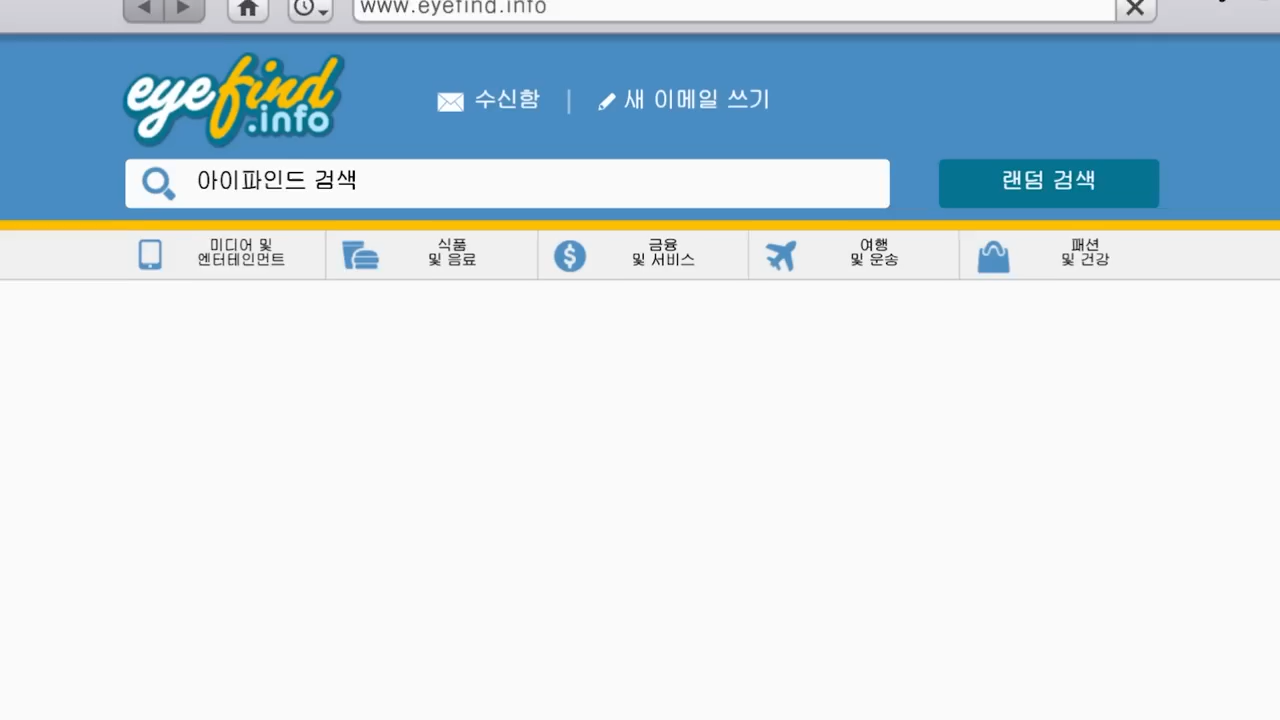 www.eyefind.info
eyefind
.info
수신함 | 새 이메일 쓰기
아이파인드 검색
랜덤 검색
미디어 및
엔터테인먼트
식품
및 음료
금융
및 서비스
여행
및 운송
패션
및 건강